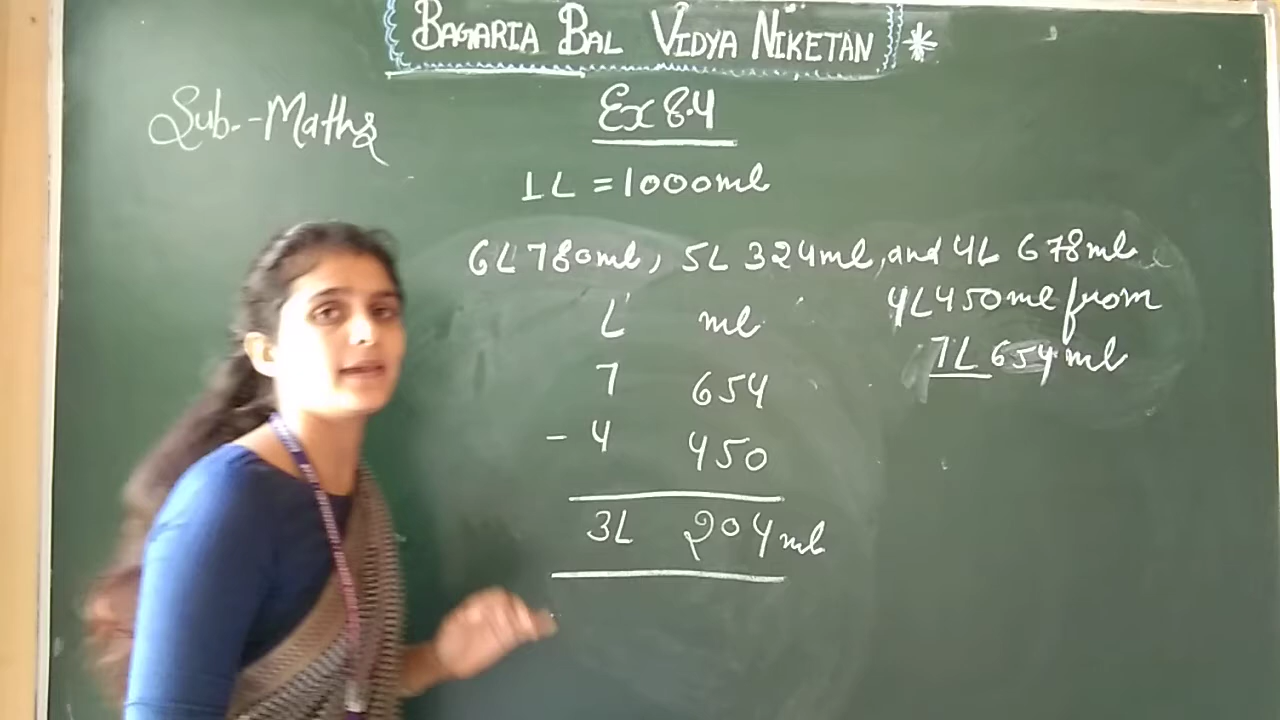 BAGARIA BAL VIDYA NIKETAN *
Sub.-Maths
Ex 8.4
1L = 1000ml
6L 780ml, 5L 324ml, and 4L 678ml
4L 450ml from
7L 654ml
L ml
7 654
- 4 450
3L 204ml